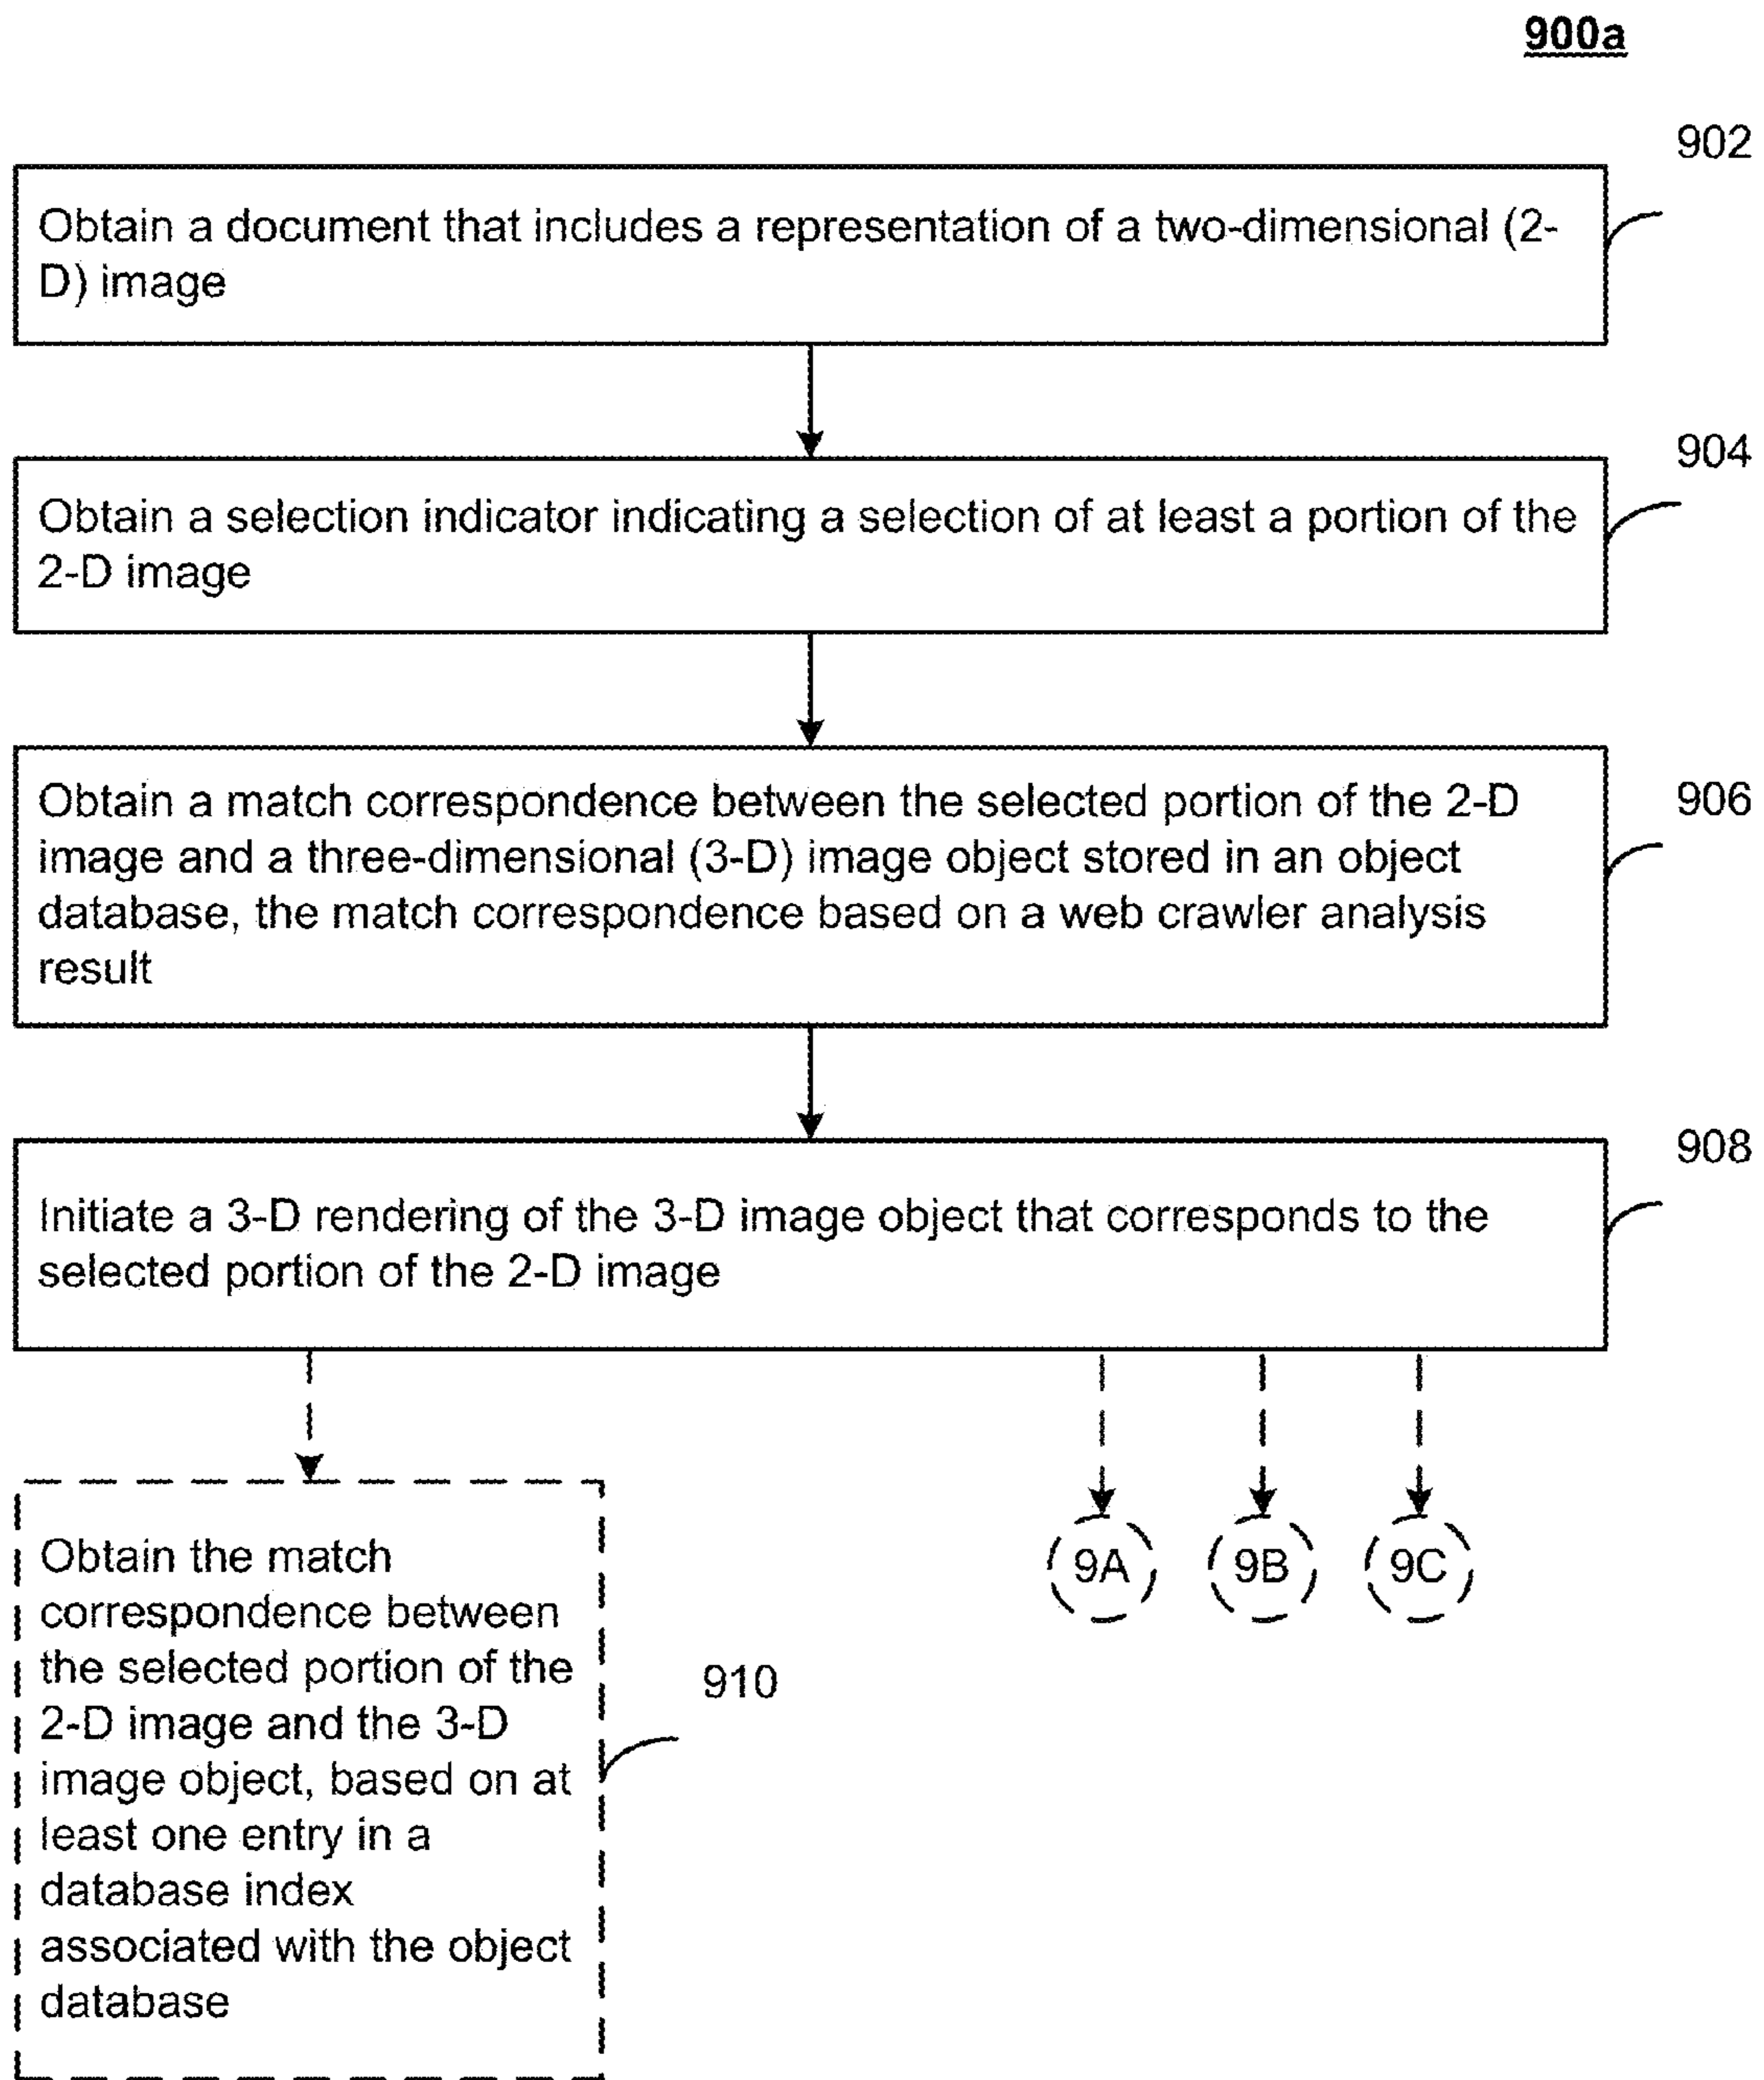 900a
902
Obtain a document that includes a representation of a two-dimensional (2-
D) image
904
Obtain a selection indicator indicating a selection of at least a portion of the
2-D image
906
Obtain a match correspondence between the selected portion of the 2-D
image and a three-dimensional (3-D) image object stored in an object
database, the match correspondence based on a web crawler analysis
result
908
Initiate a 3-D rendering of the 3-D image object that corresponds to the
selected portion of the 2-D image
9A
9B
9C
Obtain the match
correspondence between
the selected portion of the
2-D image and the 3-D
image object, based on at
least one entry in a
database index
associated with the object
database
910